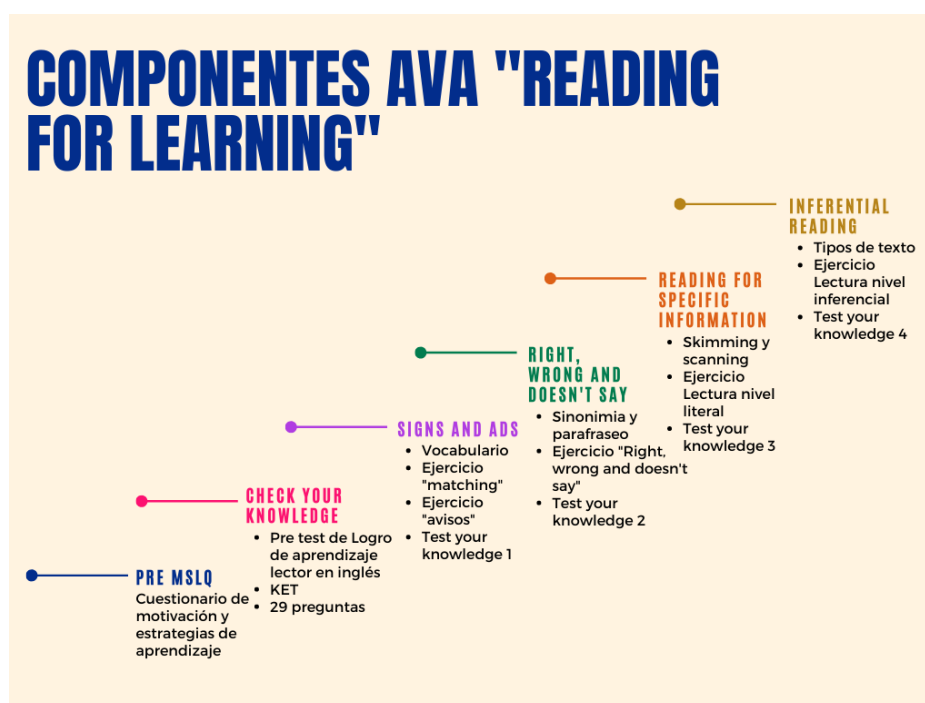 COMPONENTES AVA "READING
FOR LEARNING"
INFERENTIAL
READING
• Tipos de texto
• Ejercicio
Lectura nivel
inferencial
• Test your
knowledge 4
READING FOR
SPECIFIC
INFORMATION
• Skimming y
scanning
• Ejercicio
Lectura nivel
literal
• Test your
knowledge 3
RIGHT,
WRONG AND
DOESN'T SAY
• Sinonimia y
parafraseo
• Ejercicio "Right,
wrong and doesn't
say"
• Test your
knowledge 2
SIGNS AND ADS
• Vocabulario
• Ejercicio
"matching"
• Ejercicio
"avisos"
• Test your
knowledge 1
CHECK YOUR
KNOWLEDGE
• Pre test de Logro
de aprendizaje
lector en inglés
• KET
• 29 preguntas
PRE MSLQ
Cuestionario de
motivación y
estrategias de
aprendizaje